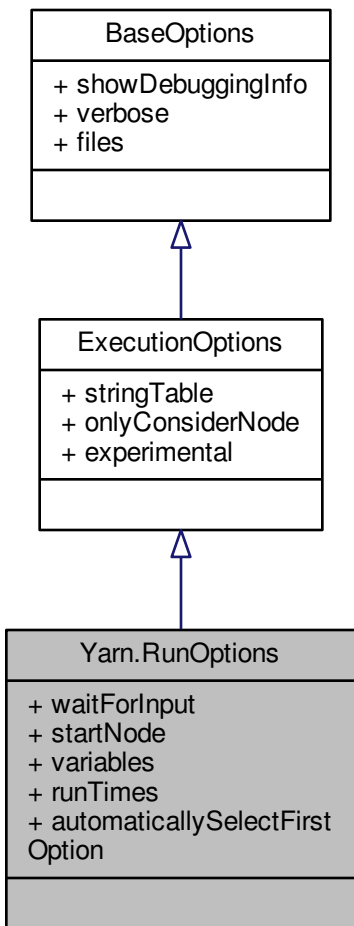 BaseOptions
+ showDebuggingInfo
+ verbose
+ files
ExecutionOptions
+ stringTable
+ onlyConsiderNode
+ experimental
Yarn.RunOptions
+ waitForInput
+ startNode
+ variables
+ runTimes
+ automaticallySelectFirst
Option